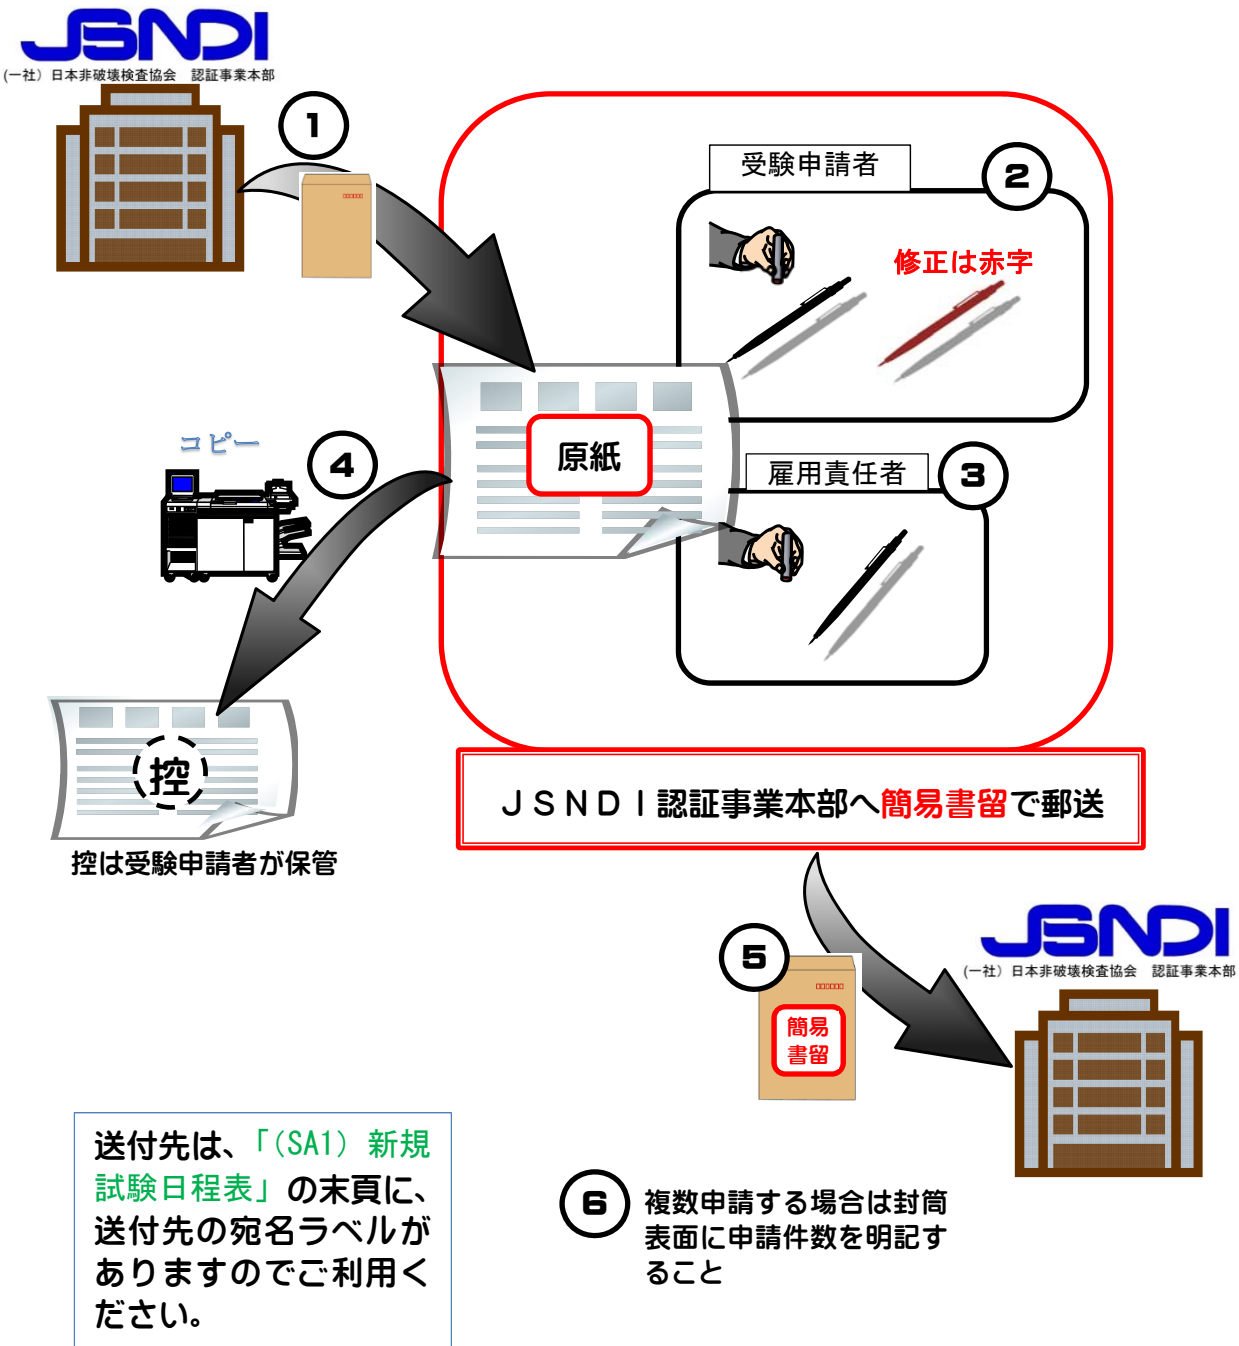 JSNDI
(一社）日本非破壊検査協会　認証事業本部
1
受験申請者
2
修正は赤字
原紙
雇用責任者
3
コピー
4
控
控は受験申請者が保管
ＪＳＮＤＩ認証事業本部へ簡易書留で郵送
5
簡易
書留
JSNDI
(一社）日本非破壊検査協会　認証事業本部
送付先は、「(SA1) 新規
試験日程表」の末頁に、
送付先の宛名ラベルが
ありますのでご利用く
ださい。
6
複数申請する場合は封筒
表面に申請件数を明記す
ること